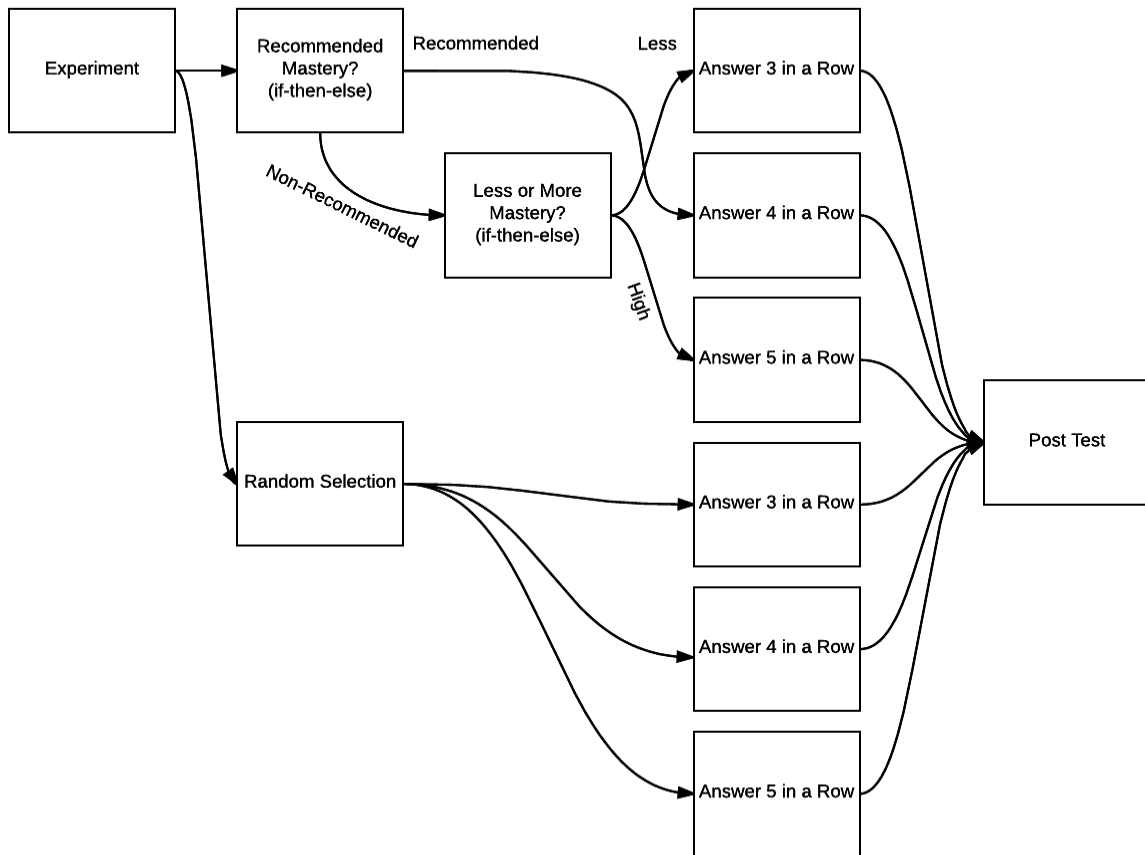 Experiment
Recommended
Mastery?
(if-then-else)
Recommended
Less
Answer 3 in a Row
Non-Recommended
Less or More
Mastery?
(if-then-else)
Answer 4 in a Row
High
Answer 5 in a Row
Post Test
Random Selection
Answer 3 in a Row
Answer 4 in a Row
Answer 5 in a Row